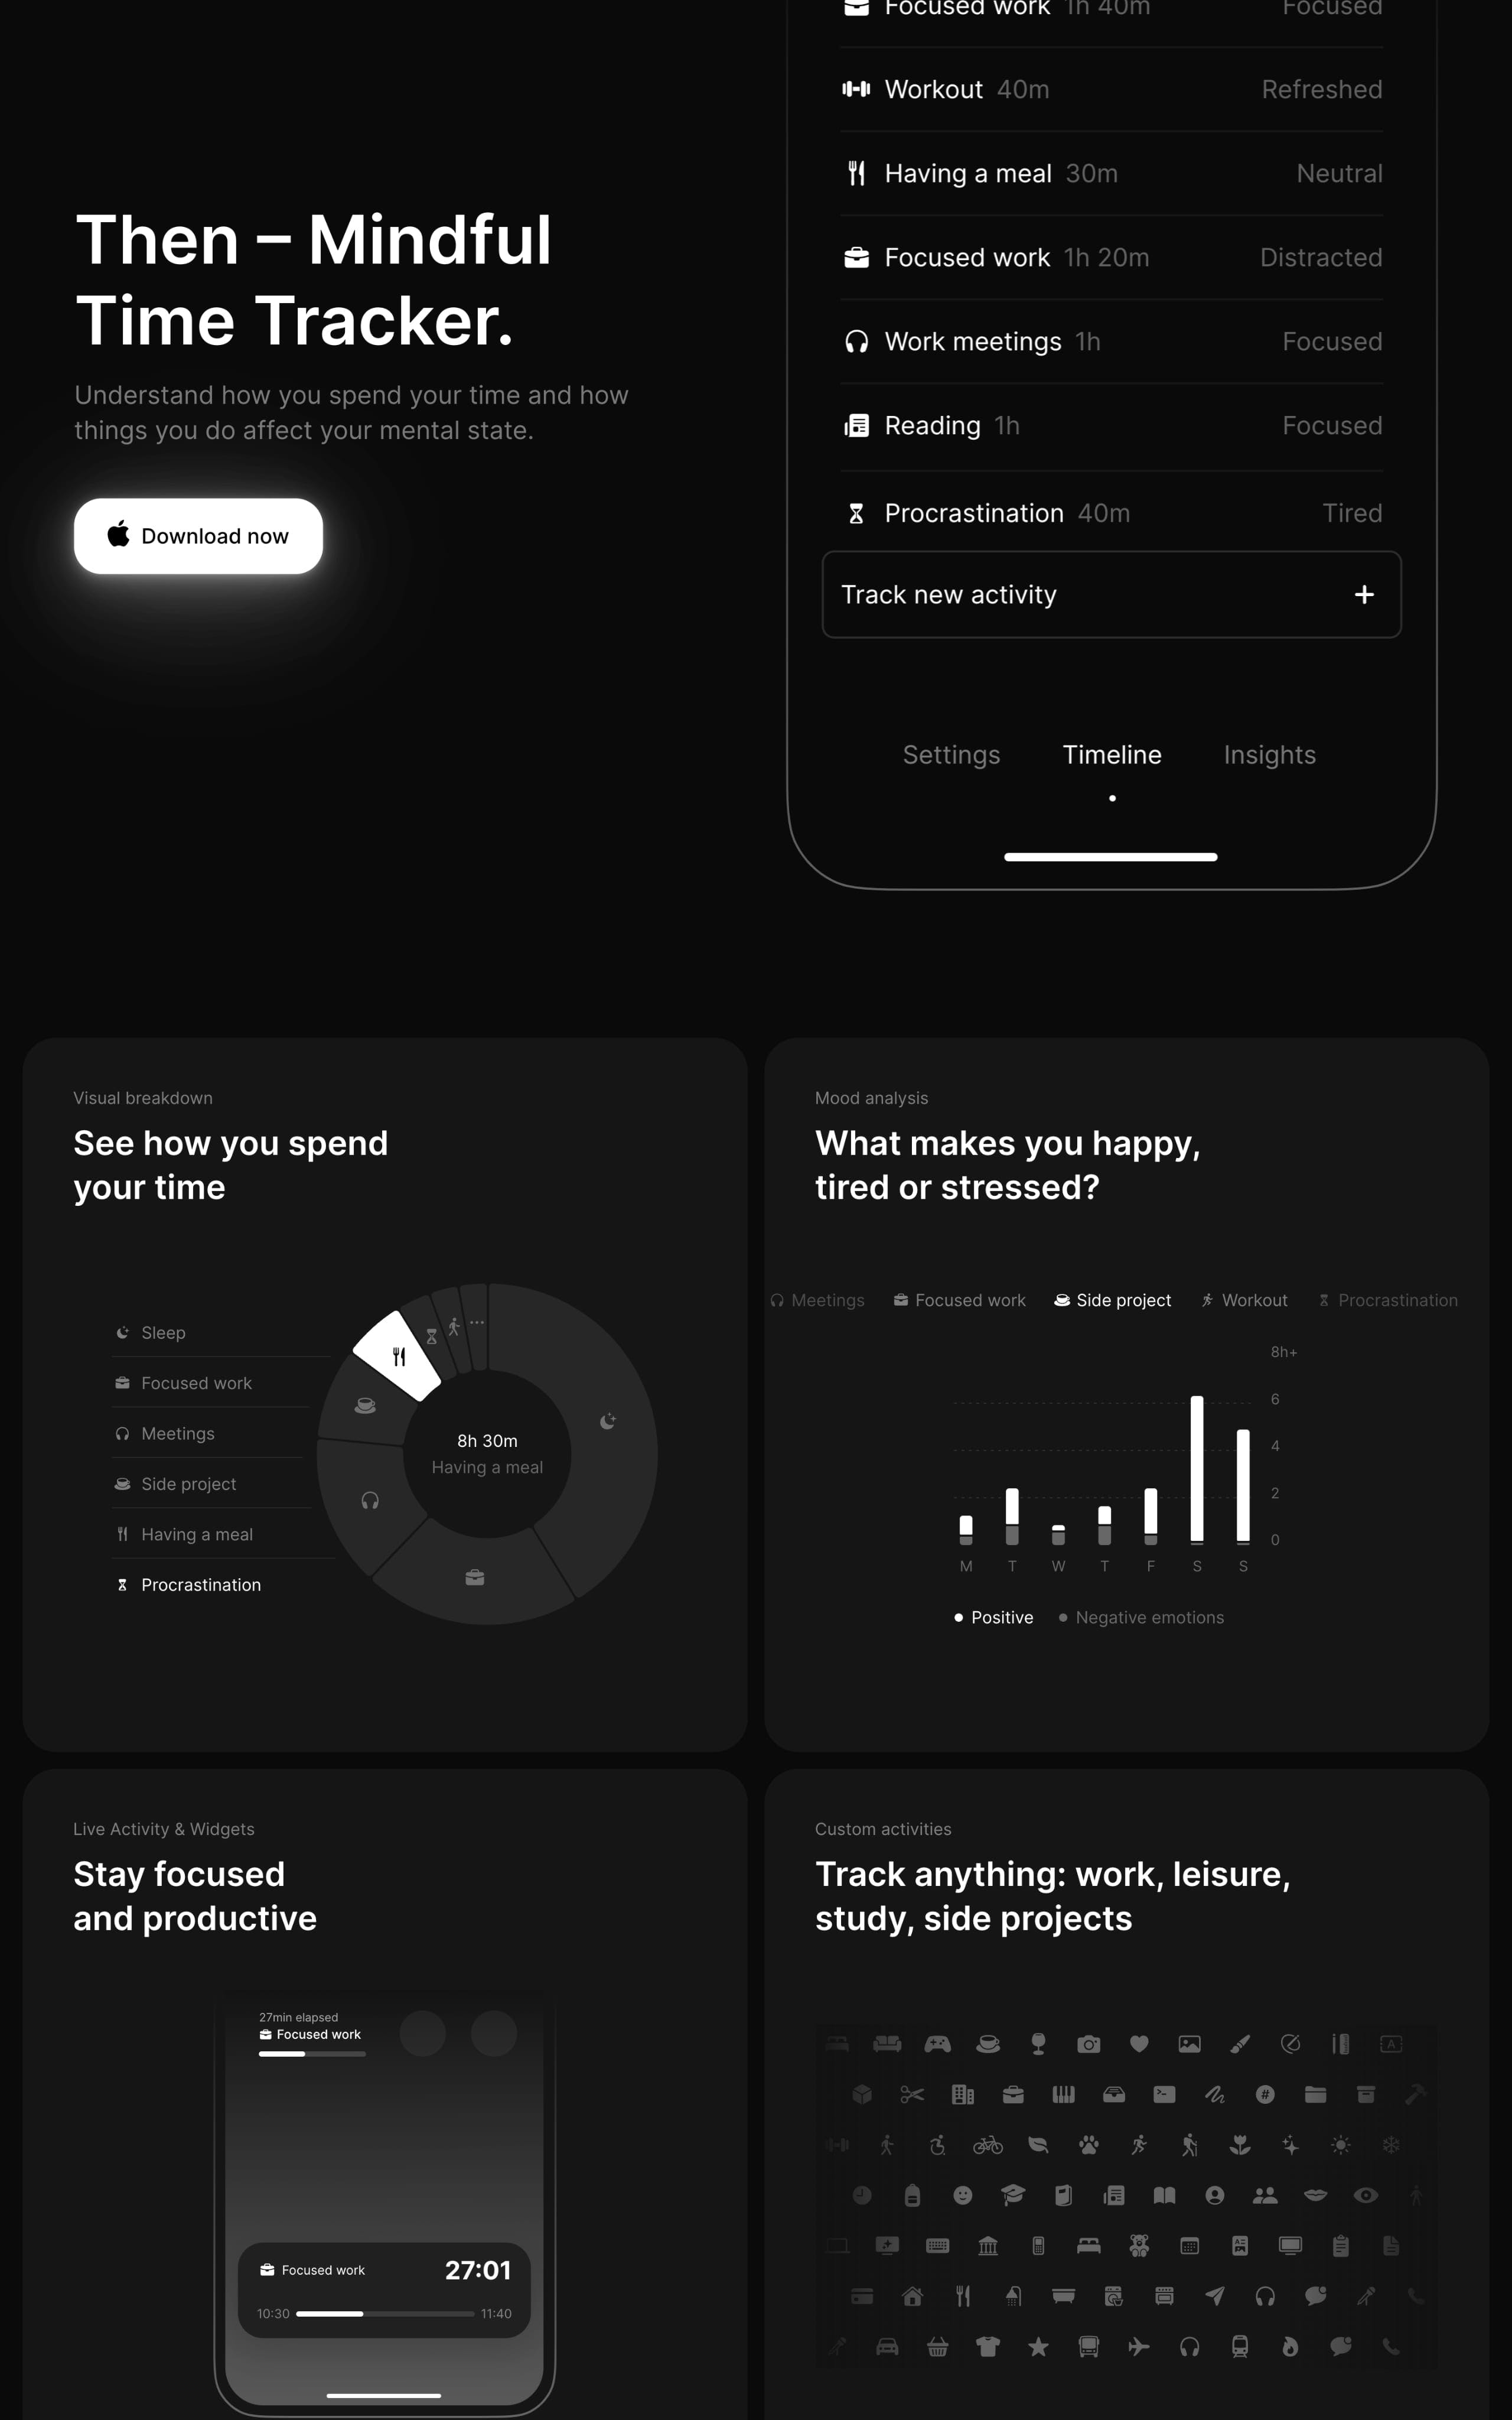 Focused work 1h 40m Focused
Workout 40m Refreshed
Having a meal 30m Neutral
Focused work 1h 20m Distracted
Work meetings 1h Focused
Reading 1h Focused
Procrastination 40m Tired
Track new activity +
Settings Timeline Insights
Then – Mindful
Time Tracker.
Understand how you spend your time and how
things you do affect your mental state.
Download now
Visual breakdown
See how you spend
your time
Sleep
Focused work
Meetings
Side project
Having a meal
Procrastination
8h 30m
Having a meal
Mood analysis
What makes you happy,
tired or stressed?
Meetings Focused work Side project Workout Procrastination
8h+
6
4
2
0
M T W T F S S
Positive Negative emotions
Live Activity & Widgets
Stay focused
and productive
27min elapsed
Focused work
Focused work 27:01
10:30 11:40
Custom activities
Track anything: work, leisure,
study, side projects